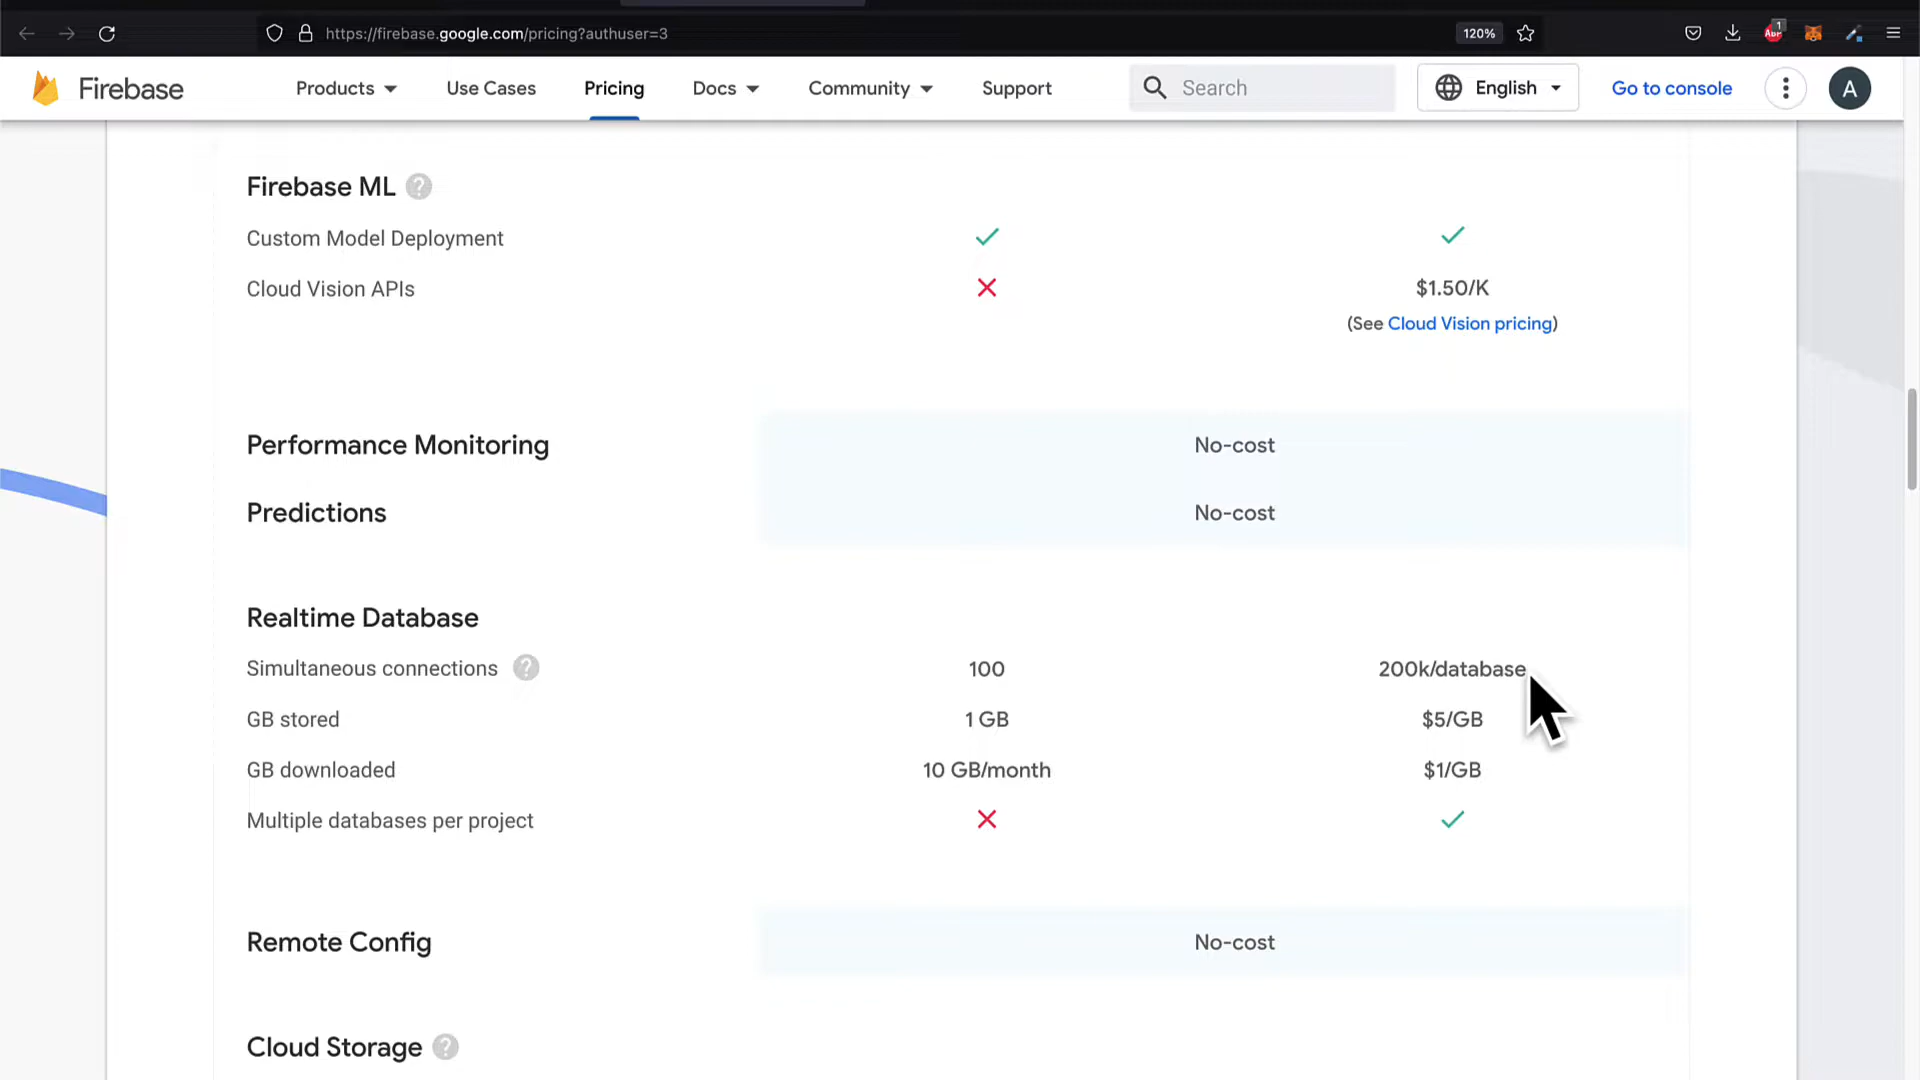 https://firebase.google.com/pricing?authuser=3
120%
1
ABP
Firebase
Products
Use Cases
Pricing
Docs
Community
Support
Search
English
Go to console
A
Firebase ML ?
Custom Model Deployment
Cloud Vision APIs
$1.50/K
(See Cloud Vision pricing)
Performance Monitoring
No-cost
Predictions
No-cost
Realtime Database
Simultaneous connections ?
100
200k/database
GB stored
1 GB
$5/GB
GB downloaded
10 GB/month
$1/GB
Multiple databases per project
Remote Config
No-cost
Cloud Storage ?